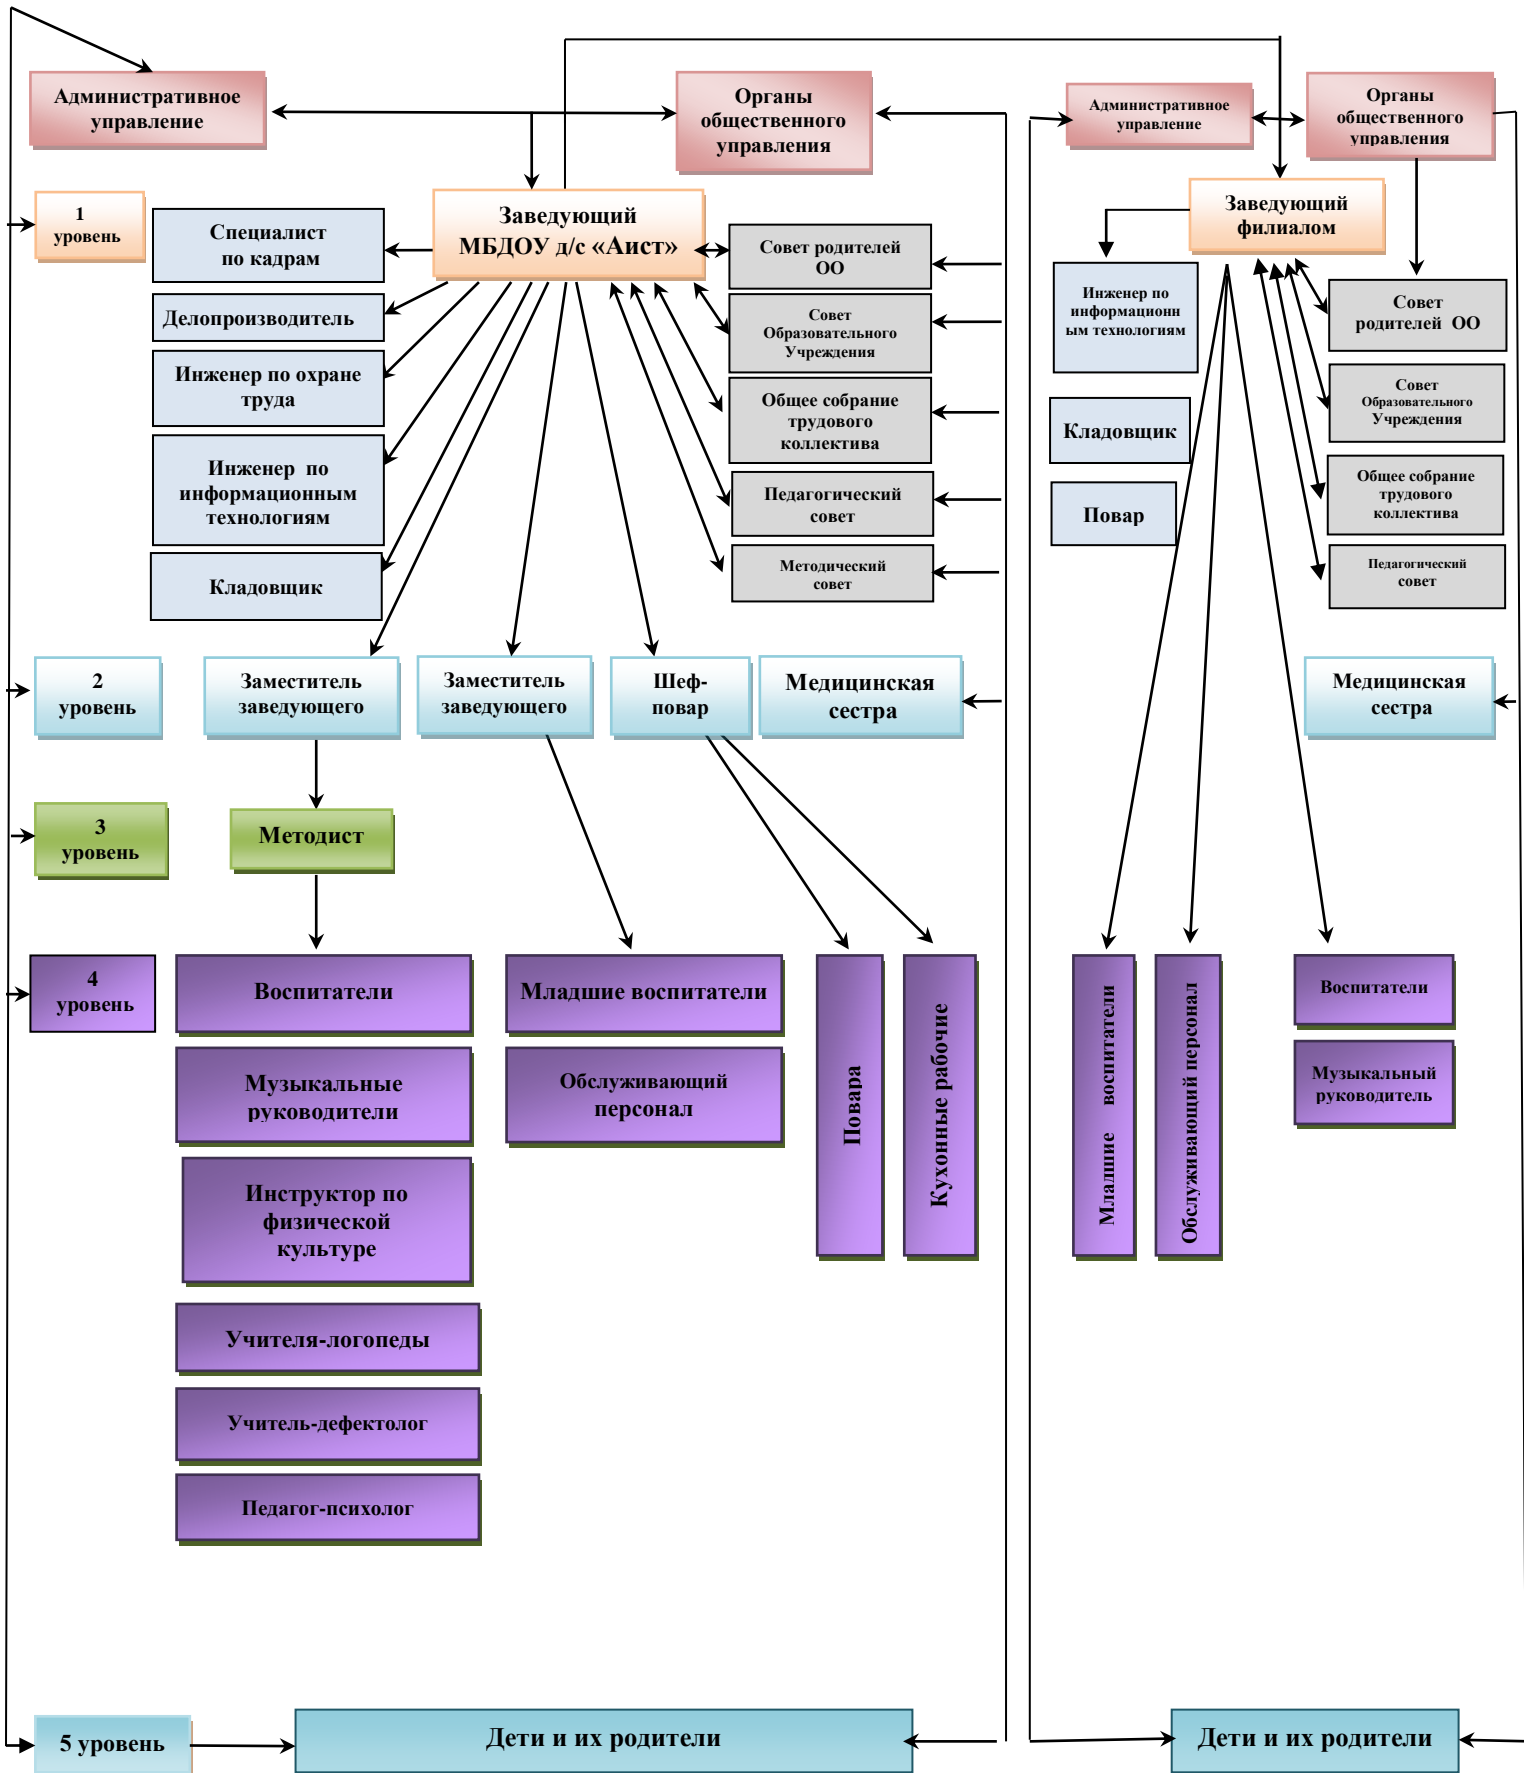 Административное
управление
Органы
общественного
управления
Административное
управление
Органы
общественного
управления
1
уровень
Специалист
по кадрам
Заведующий
МБДОУ д/с «Аист»
Совет родителей
ОО
Заведующий
филиалом
Делопроизводитель
Совет
Образовательного
Учреждения
Инженер по
информационн
ым технологиям
Совет
родителей ОО
Инженер по охране
труда
Общее собрание
трудового
коллектива
Кладовщик
Совет
Образовательного
Учреждения
Инженер по
информационным
технологиям
Педагогический
совет
Повар
Общее собрание
трудового
коллектива
Кладовщик
Методический
совет
Педагогический
совет
2
уровень
Заместитель
заведующего
Заместитель
заведующего
Шеф-
повар
Медицинская
сестра
Медицинская
сестра
3
уровень
Методист
4
уровень
Воспитатели
Младшие воспитатели
Повара
Кухонные рабочие
Младшие воспитатели
Обслуживающий персонал
Воспитатели
Музыкальные
руководители
Обслуживающий
персонал
Музыкальный
руководитель
Инструктор по
физической
культуре
Учителя-логопеды
Учитель-дефектолог
Педагог-психолог
5 уровень
Дети и их родители
Дети и их родители